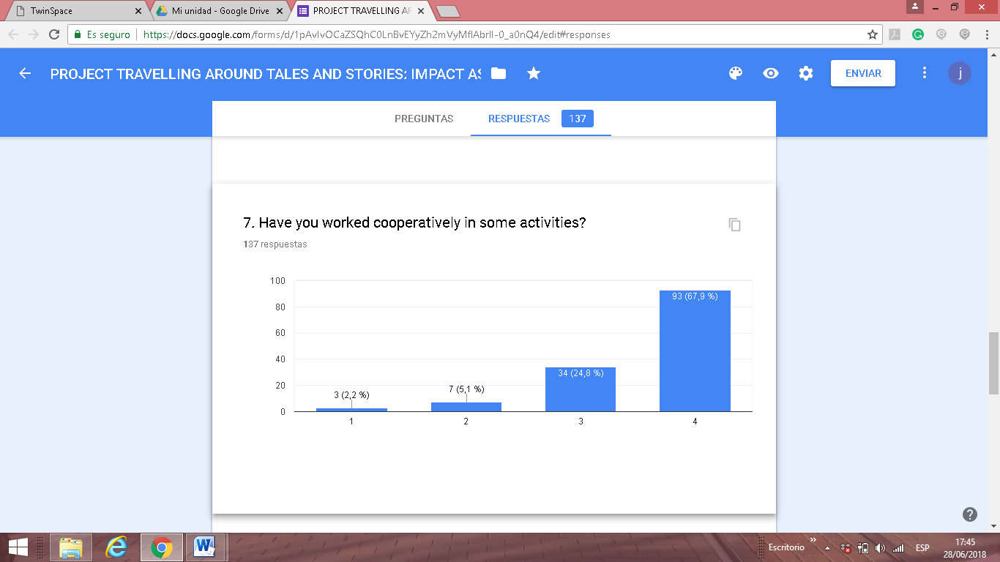 TwinSpace
Mi unidad - Google Drive
PROJECT TRAVELLING AR
Es seguro
https://docs.google.com/forms/d/1pAvIvOCaZSQhC0LnBvEYyZh2mVyMflAbrlI-0_a0nQ4/edit#responses
PROJECT TRAVELLING AROUND TALES AND STORIES: IMPACT AS
ENVIAR
j
PREGUNTAS
RESPUESTAS 137
7. Have you worked cooperatively in some activities?
137 respuestas
100
80
60
40
20
0
3 (2,2 %)
7 (5,1 %)
34 (24,8 %)
93 (67,9 %)
1 2 3 4
Escritorio
ESP
17:45
28/06/2018